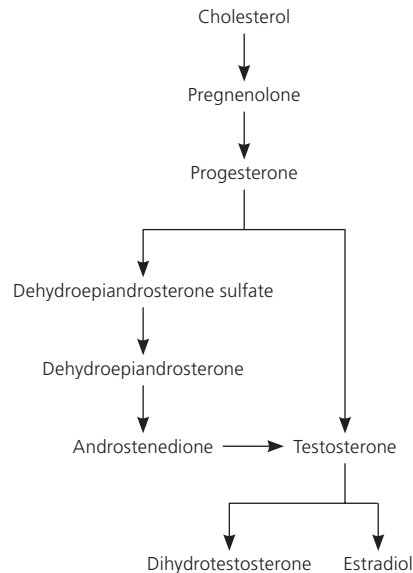 Cholesterol
Pregnenolone
Progesterone
Dehydroepiandrosterone sulfate
Dehydroepiandrosterone
Androstenedione
Testosterone
Dihydrotestosterone
Estradiol